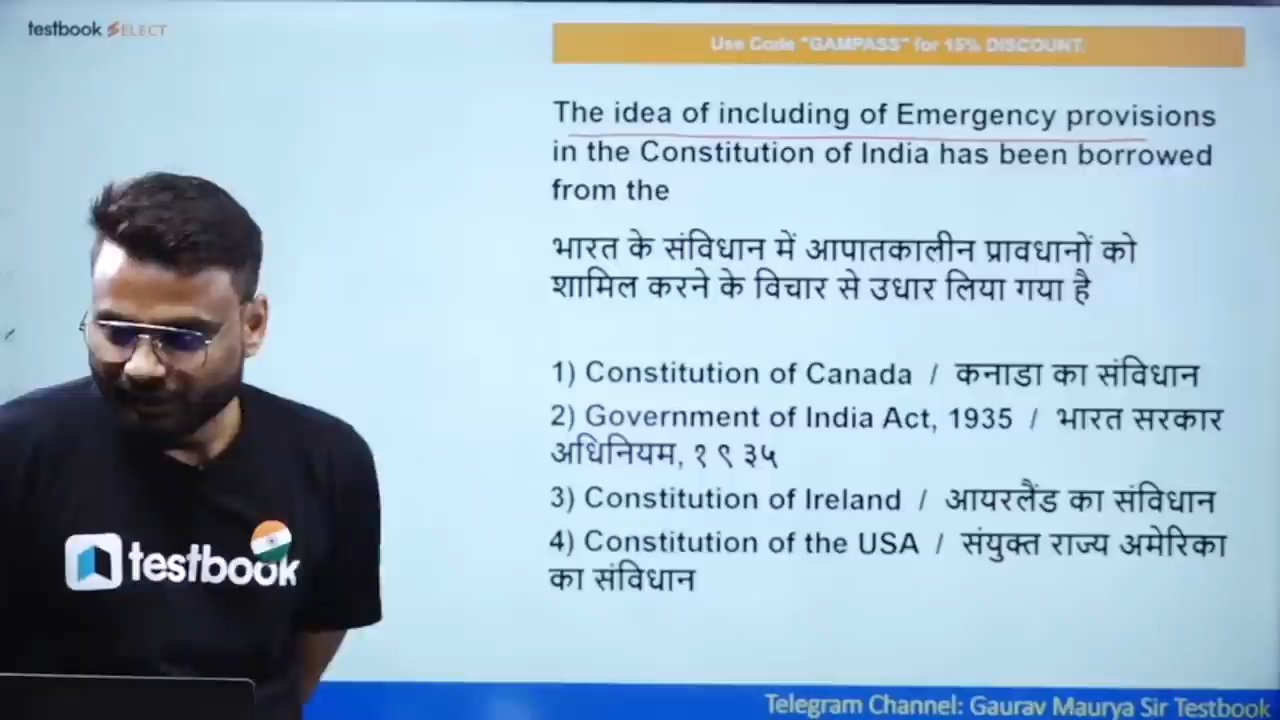 testbook SELECT
Use Code "GAMPASS" for 15% DISCOUNT.
The idea of including of Emergency provisions
in the Constitution of India has been borrowed
from the
भारत के संविधान में आपातकालीन प्रावधानों को
शामिल करने के विचार से उधार लिया गया है
1) Constitution of Canada / कनाडा का संविधान
2) Government of India Act, 1935 / भारत सरकार
अधिनियम, १९३५
3) Constitution of Ireland / आयरलैंड का संविधान
4) Constitution of the USA / संयुक्त राज्य अमेरिका
का संविधान
testbook
Telegram Channel: Gaurav Maurya Sir Testbook